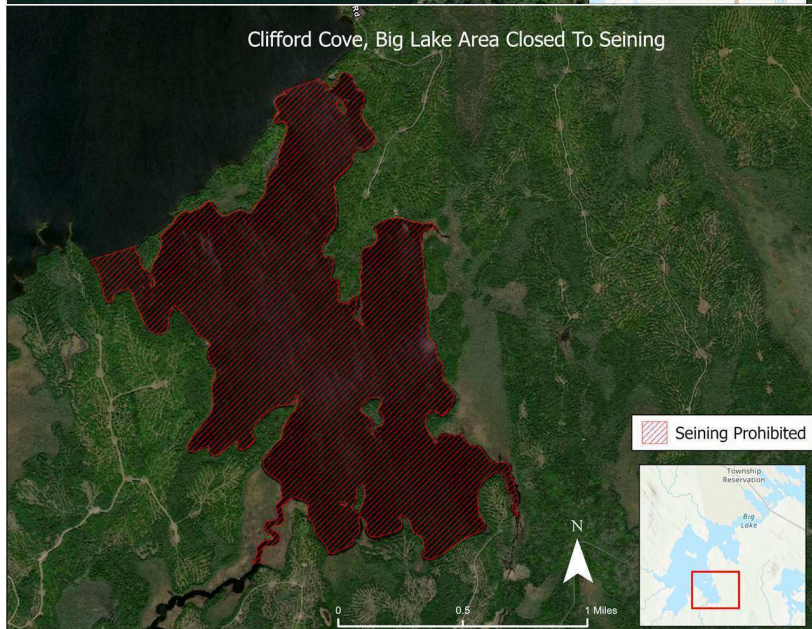 Rd
Clifford Cove, Big Lake Area Closed To Seining
Seining Prohibited
Township
Reservation
Big
Lake
N
0 0.5 1 Miles